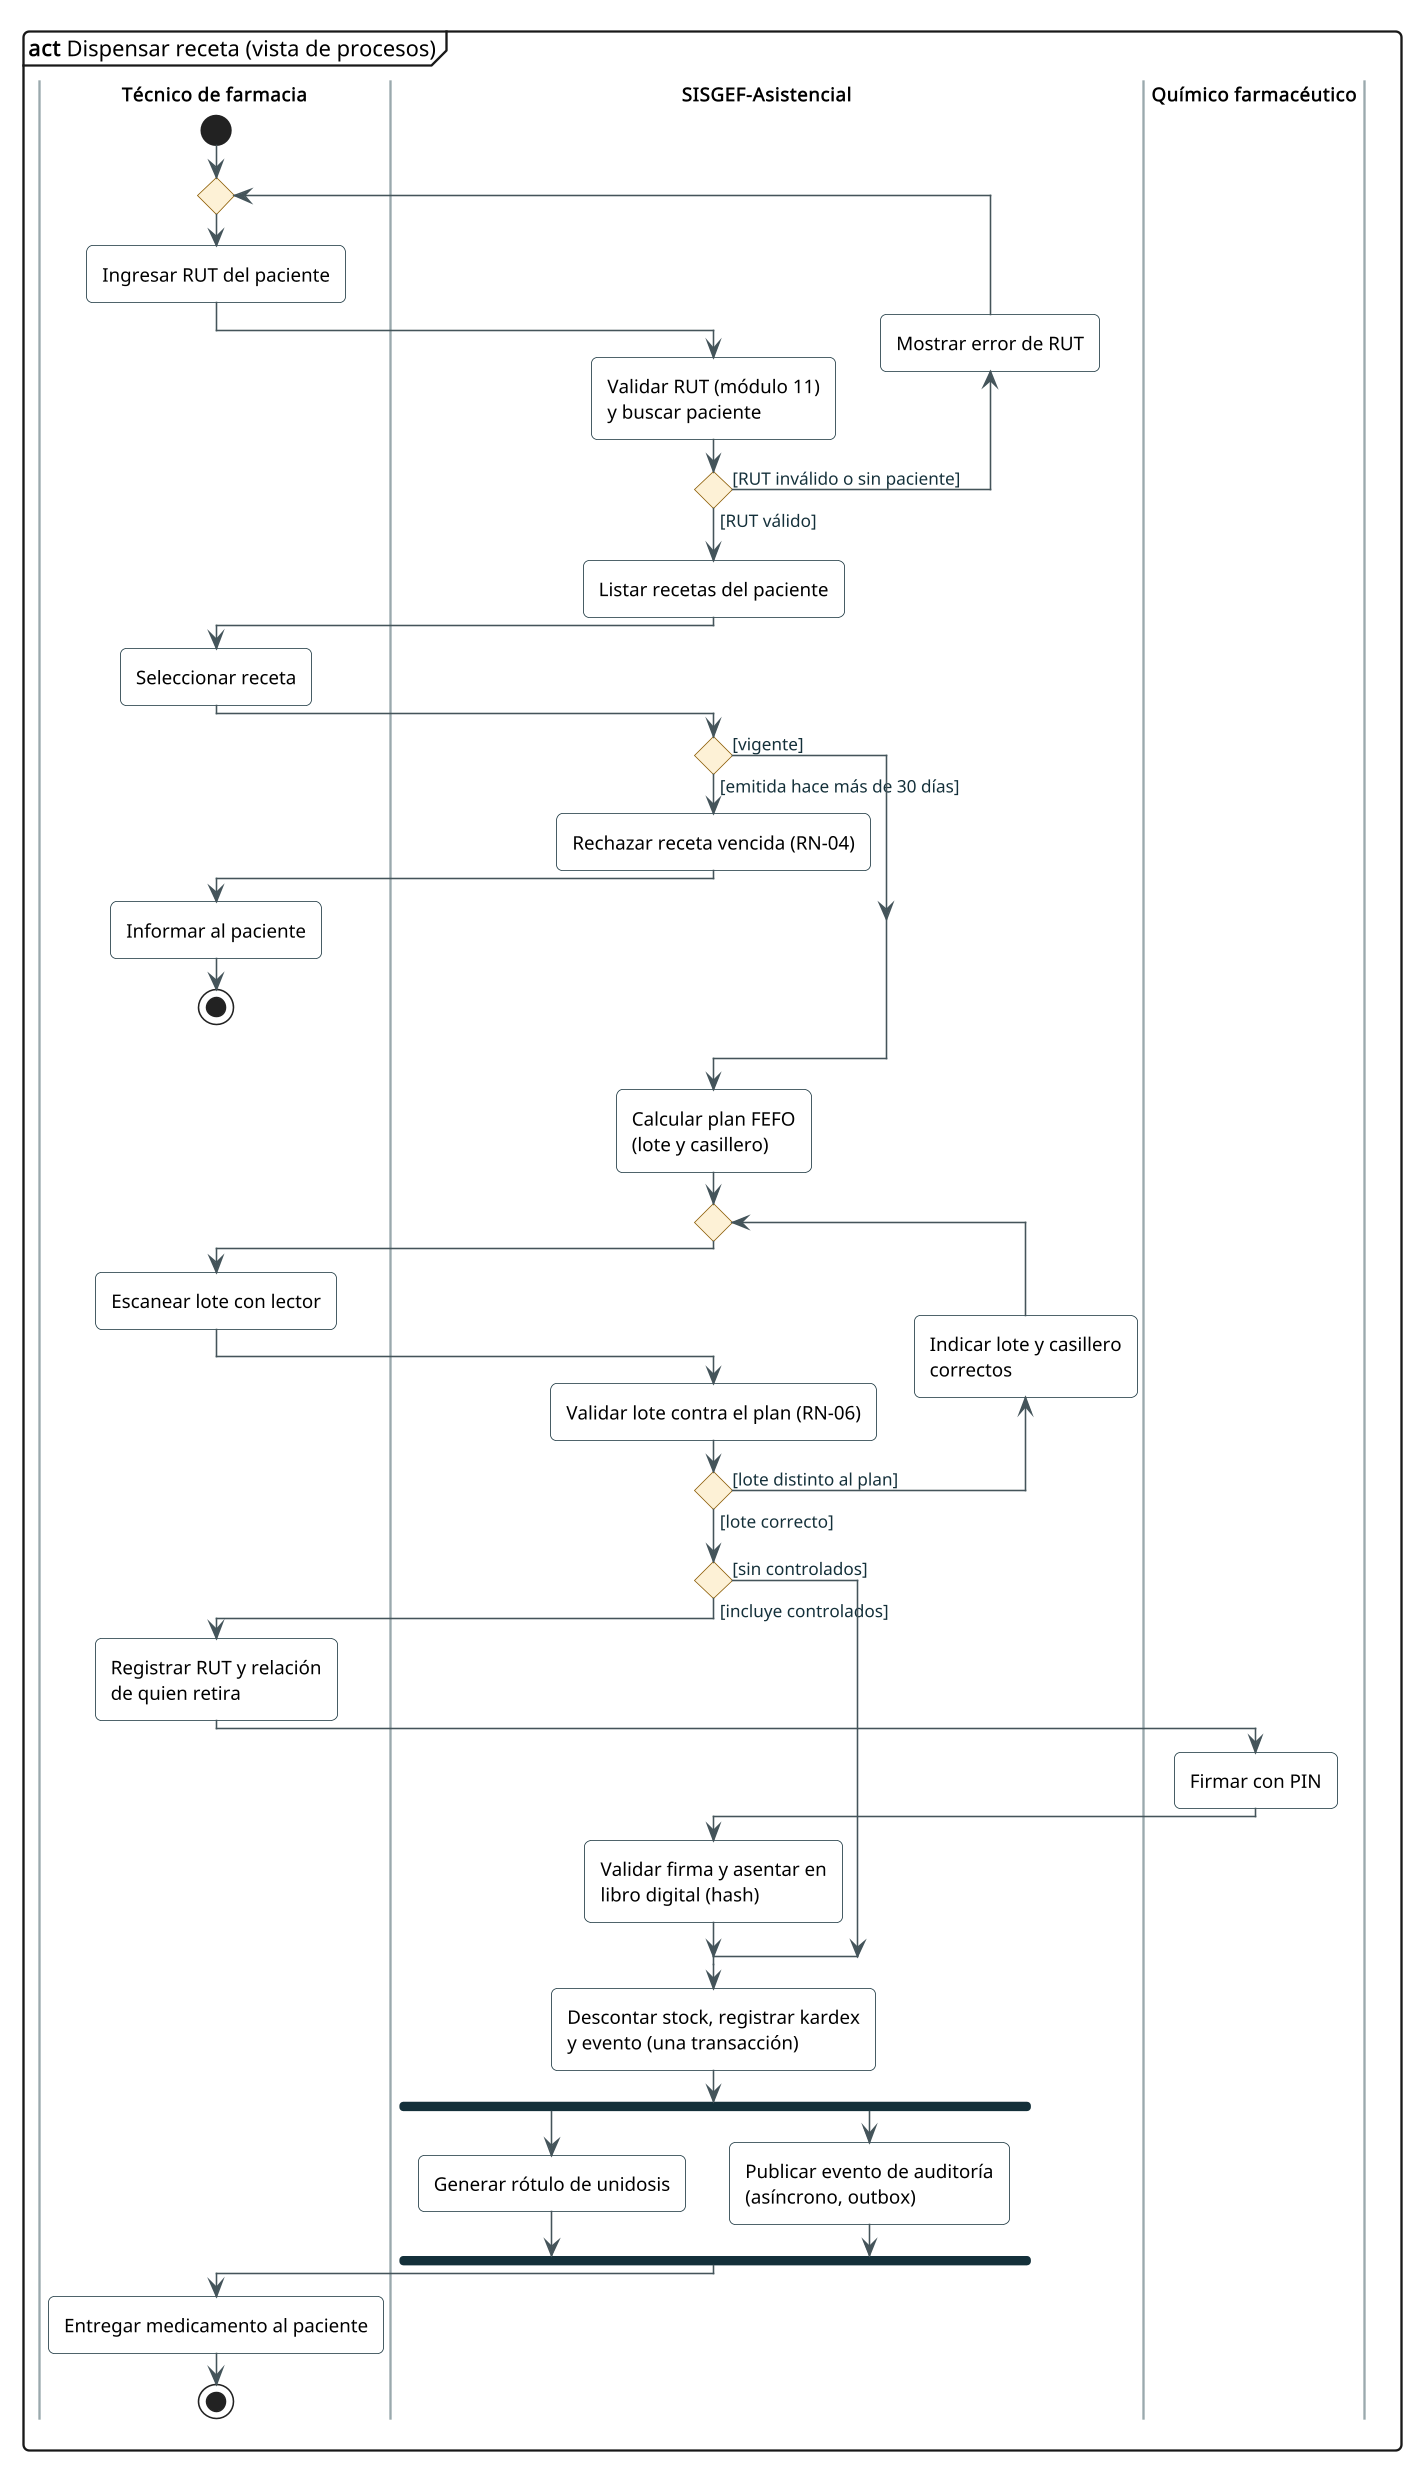 act Dispensar receta (vista de procesos)
Técnico de farmacia
SISGEF-Asistencial
Químico farmacéutico
Ingresar RUT del paciente
Mostrar error de RUT
Validar RUT (módulo 11)
y buscar paciente
[RUT inválido o sin paciente]
[RUT válido]
Listar recetas del paciente
Seleccionar receta
[vigente]
[emitida hace más de 30 días]
Rechazar receta vencida (RN-04)
Informar al paciente
Calcular plan FEFO
(lote y casillero)
Escanear lote con lector
Indicar lote y casillero
correctos
Validar lote contra el plan (RN-06)
[lote distinto al plan]
[lote correcto]
[sin controlados]
[incluye controlados]
Registrar RUT y relación
de quien retira
Firmar con PIN
Validar firma y asentar en
libro digital (hash)
Descontar stock, registrar kardex
y evento (una transacción)
Generar rótulo de unidosis
Publicar evento de auditoría
(asíncrono, outbox)
Entregar medicamento al paciente